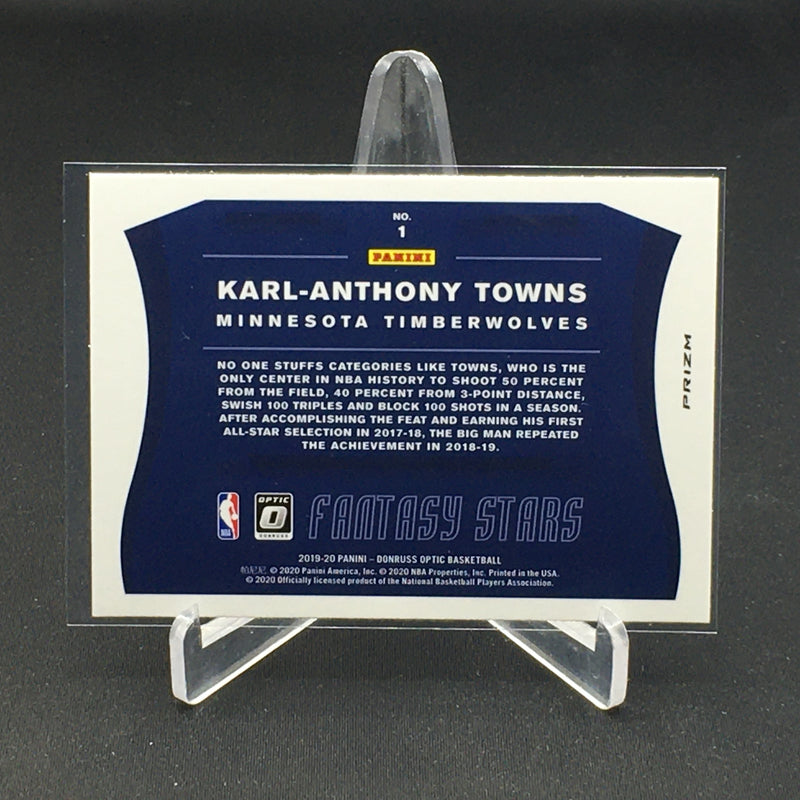 NO.
1
PANINI
KARL-ANTHONY TOWNS
MINNESOTA TIMBERWOLVES
NO ONE STUFFS CATEGORIES LIKE TOWNS, WHO IS THE
ONLY CENTER IN NBA HISTORY TO SHOOT 50 PERCENT
FROM THE FIELD, 40 PERCENT FROM 3-POINT DISTANCE,
SWISH 100 TRIPLES AND BLOCK 100 SHOTS IN A SEASON.
AFTER ACCOMPLISHING THE FEAT AND EARNING HIS FIRST
ALL-STAR SELECTION IN 2017-18, THE BIG MAN REPEATED
THE ACHIEVEMENT IN 2018-19.
PRIZM
NBA
OPTIC
O
DONRUSS
FANTASY STARS
2019-20 PANINI – DONRUSS OPTIC BASKETBALL
帕尼尼 © 2020 Panini America, Inc. © 2020 NBA Properties, Inc. Printed in the USA.
© 2020 Officially licensed product of the National Basketball Players Association.